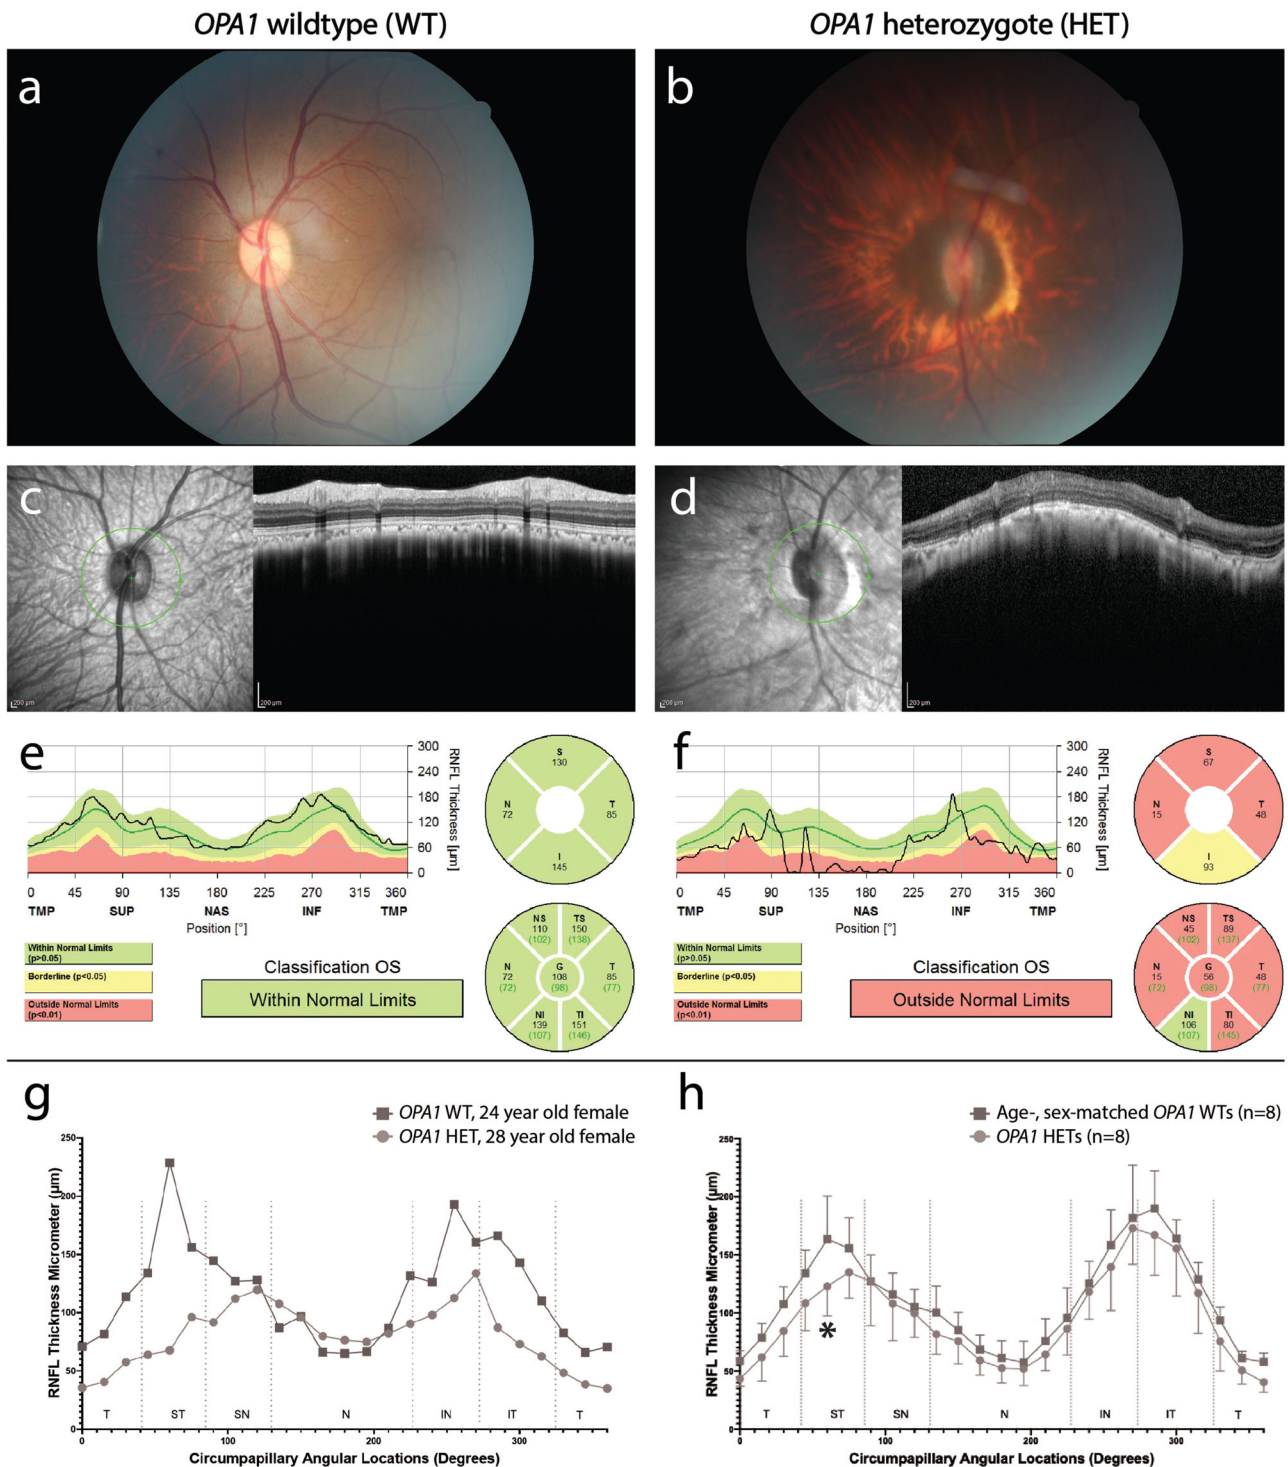 OPA1 wildtype (WT)
OPA1 heterozygote (HET)
a
b
c
200 µm
200 µm
d
200 µm
200 µm
e
300
240
180
120
60
0
RNFL Thickness [µm]
0 45 90 135 180 225 270 315 360
TMP SUP NAS INF TMP
Position [°]
Within Normal Limits
(p>0.05)
Borderline (p<0.05)
Outside Normal Limits
(p<0.01)
Classification OS
Within Normal Limits
S
130
N
72
T
85
I
145
NS
110
(102)
TS
150
(138)
N
72
(72)
G
108
(98)
T
85
(77)
NI
139
(107)
TI
151
(146)
f
300
240
180
120
60
0
RNFL Thickness [µm]
0 45 90 135 180 225 270 315 360
TMP SUP NAS INF TMP
Position [°]
Within Normal Limits
(p>0.05)
Borderline (p<0.05)
Outside Normal Limits
(p<0.01)
Classification OS
Outside Normal Limits
S
67
N
15
T
48
I
93
NS
45
(102)
TS
89
(137)
N
15
(72)
G
56
(98)
T
48
(77)
NI
106
(107)
TI
80
(145)
g
OPA1 WT, 24 year old female
OPA1 HET, 28 year old female
RNFL Thickness Micrometer (µm)
250
200
150
100
50
0
T ST SN N IN IT T
0 100 200 300
Circumpapillary Angular Locations (Degrees)
h
Age-, sex-matched OPA1 WTs (n=8)
OPA1 HETs (n=8)
RNFL Thickness Micrometer (µm)
250
200
150
100
50
0
*
T ST SN N IN IT T
0 100 200 300
Circumpapillary Angular Locations (Degrees)